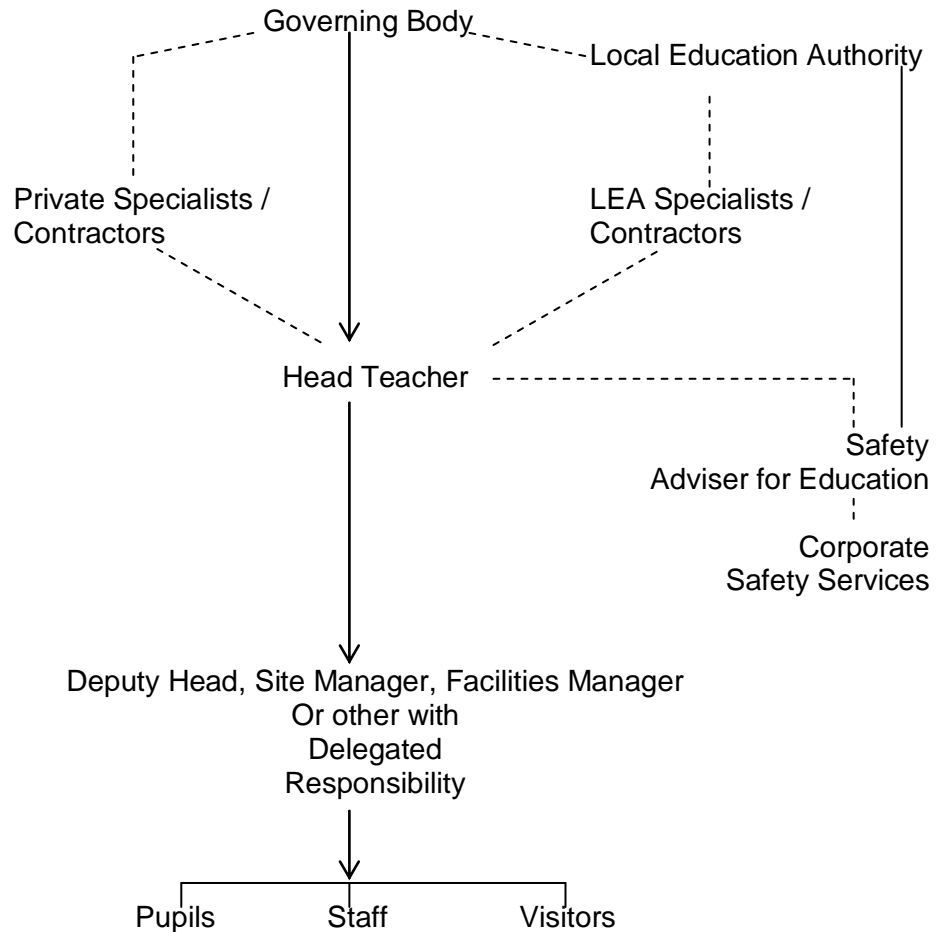 Governing Body
Local Education Authority
Private Specialists /
Contractors
LEA Specialists /
Contractors
Head Teacher
Safety
Adviser for Education
Corporate
Safety Services
Deputy Head, Site Manager, Facilities Manager
Or other with
Delegated
Responsibility
Pupils
Staff
Visitors